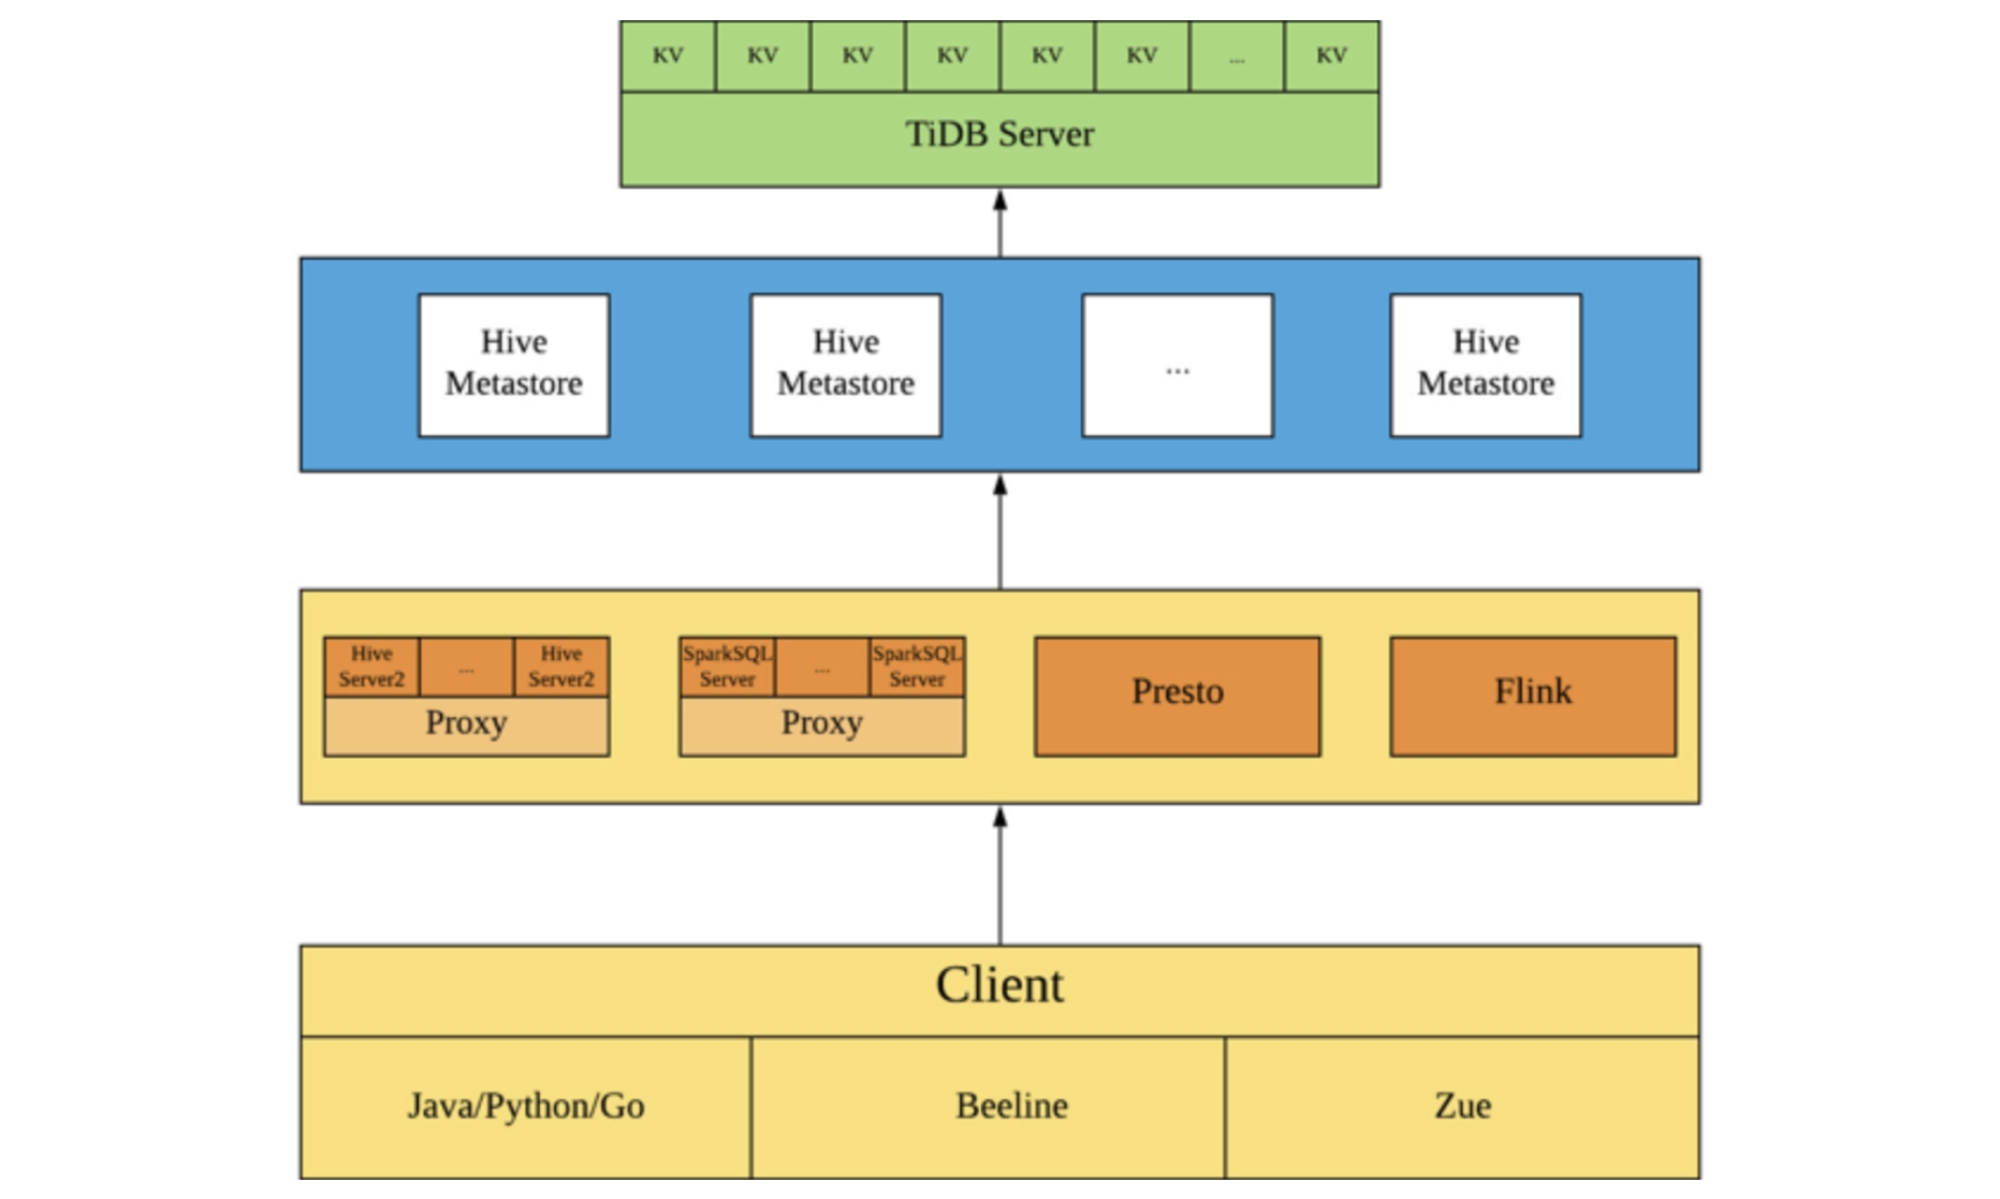 KV KV KV KV KV KV ... KV
TiDB Server
Hive
Metastore
Hive
Metastore
...
Hive
Metastore
Hive
Server2
...
Hive
Server2
Proxy
SparkSQL
Server
...
SparkSQL
Server
Proxy
Presto
Flink
Client
Java/Python/Go
Beeline
Zue